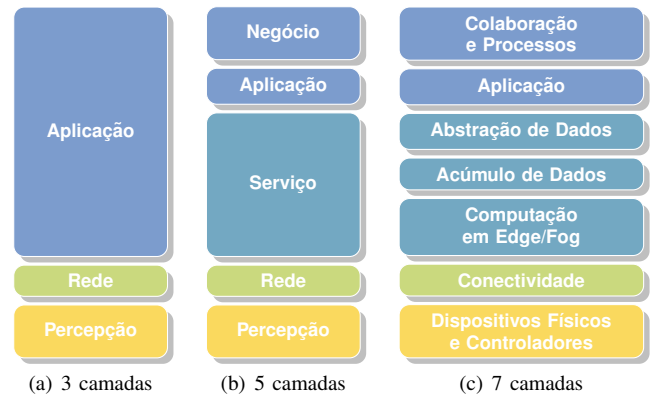 Aplicação
Rede
Percepção
(a) 3 camadas
Negócio
Aplicação
Serviço
Rede
Percepção
(b) 5 camadas
Colaboração
e Processos
Aplicação
Abstração de Dados
Acúmulo de Dados
Computação
em Edge/Fog
Conectividade
Dispositivos Físicos
e Controladores
(c) 7 camadas